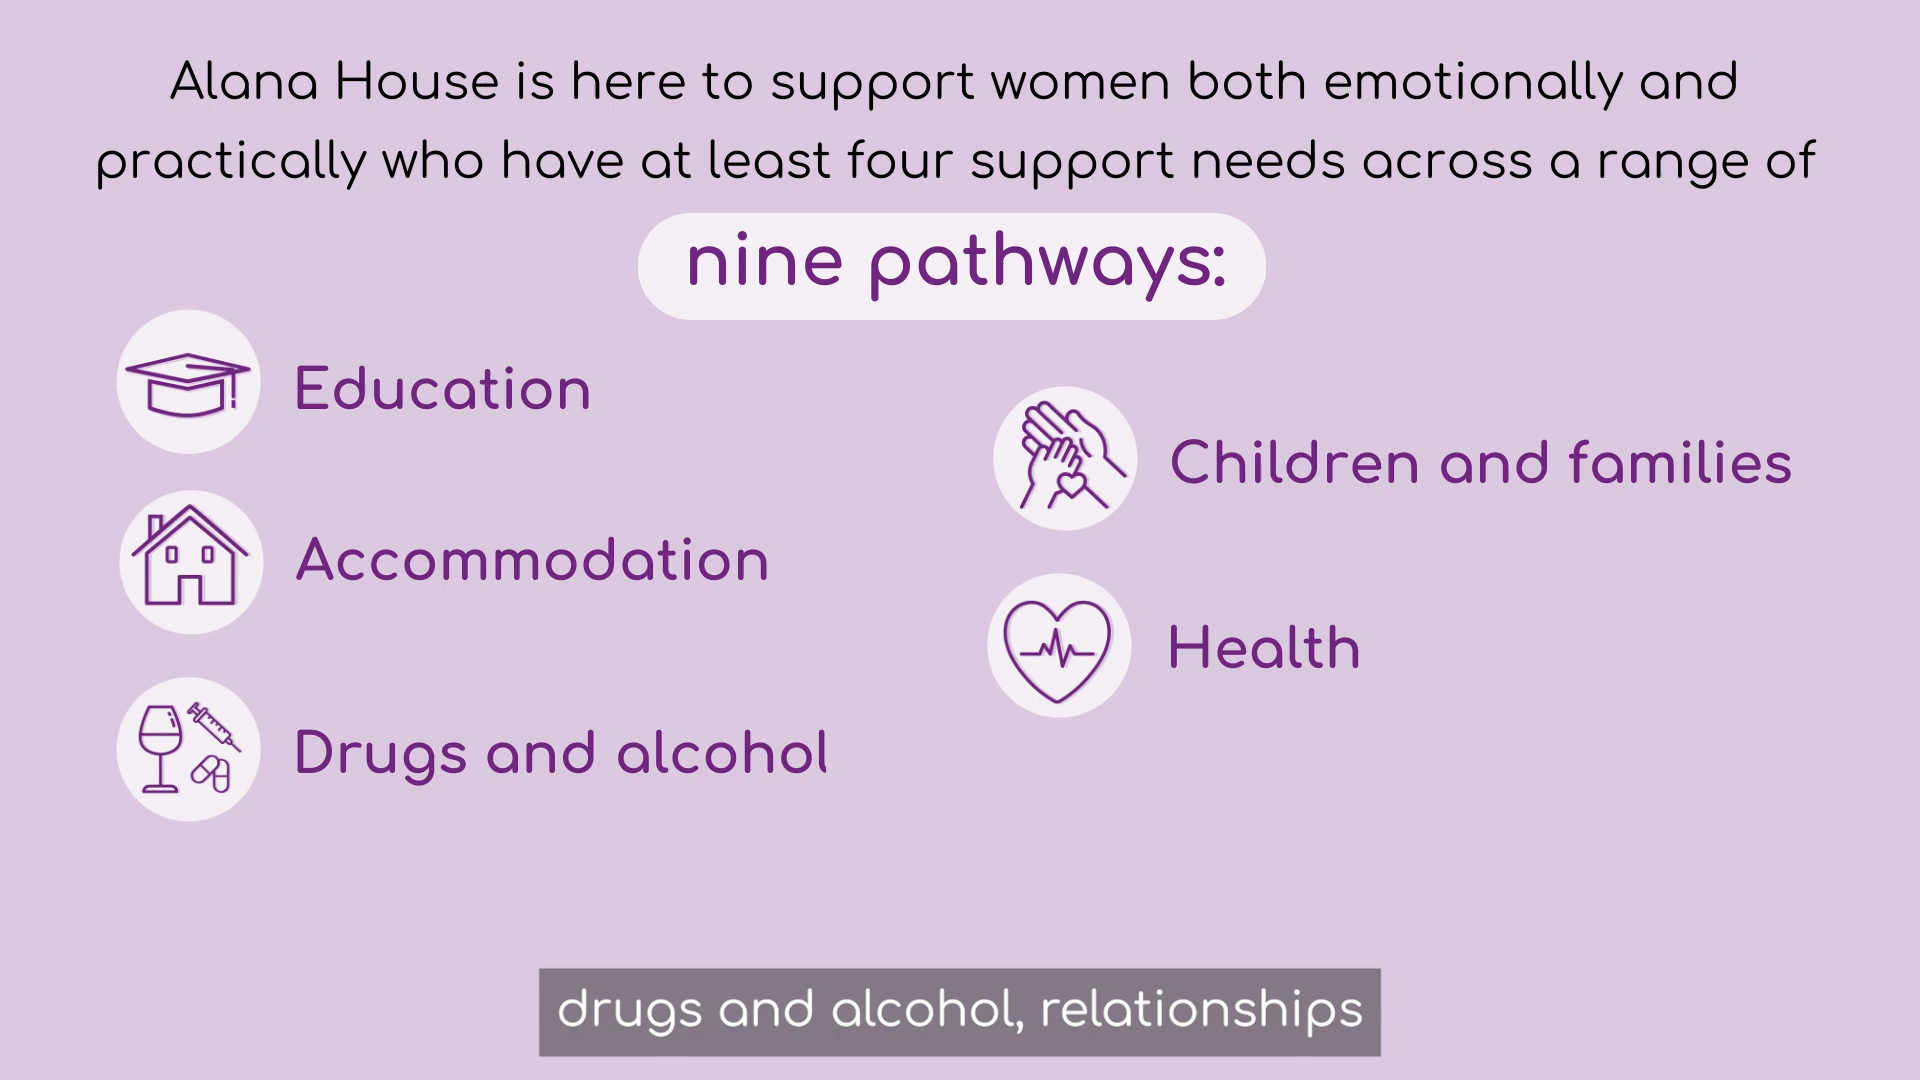 Alana House is here to support women both emotionally and
practically who have at least four support needs across a range of
nine pathways:
Education
Accommodation
Drugs and alcohol
Children and families
Health
drugs and alcohol, relationships